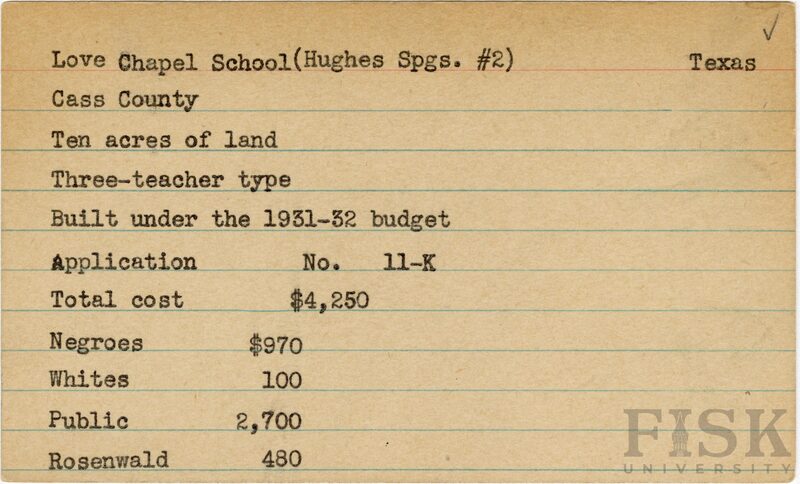 Love Chapel School(Hughes Spgs. #2) Texas
Cass County
Ten acres of land
Three-teacher type
Built under the 1931-32 budget
Application No. 11-K
Total cost $4,250
Negroes $970
Whites 100
Public 2,700
Rosenwald 480
FISK
UNIVERSITY